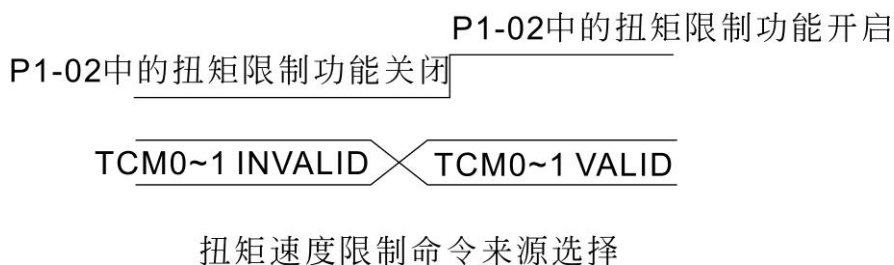 P1-02中的扭矩限制功能开启
P1-02中的扭矩限制功能关闭
TCM0~1 INVALID
TCM0~1 VALID
扭矩速度限制命令来源选择